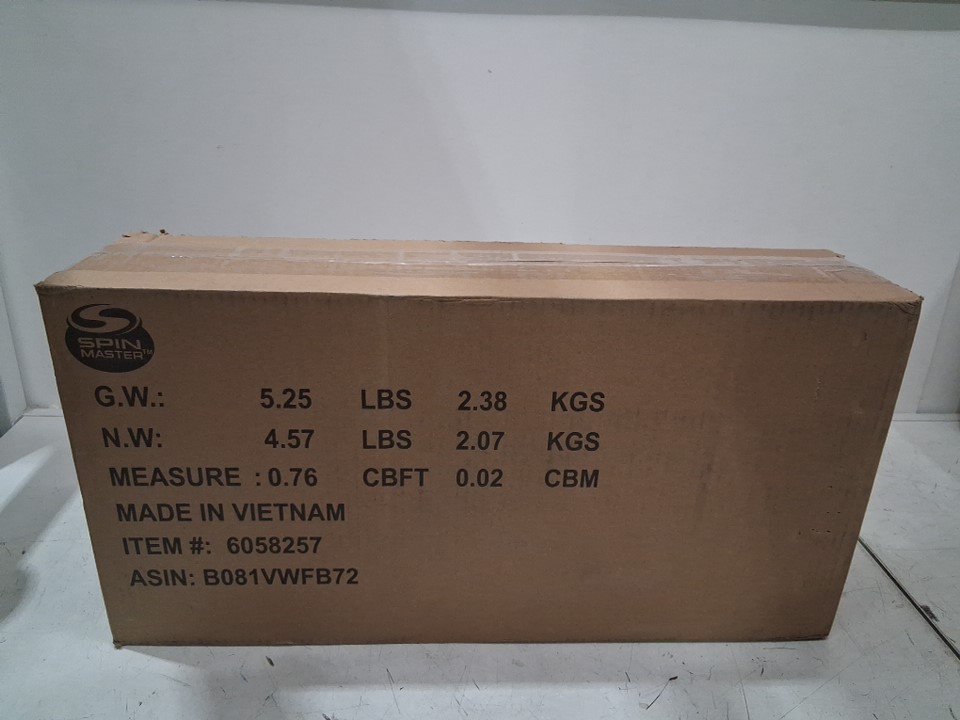 SPIN
MASTER™
G.W.: 5.25 LBS 2.38 KGS
N.W: 4.57 LBS 2.07 KGS
MEASURE : 0.76 CBFT 0.02 CBM
MADE IN VIETNAM
ITEM #: 6058257
ASIN: B081VWFB72